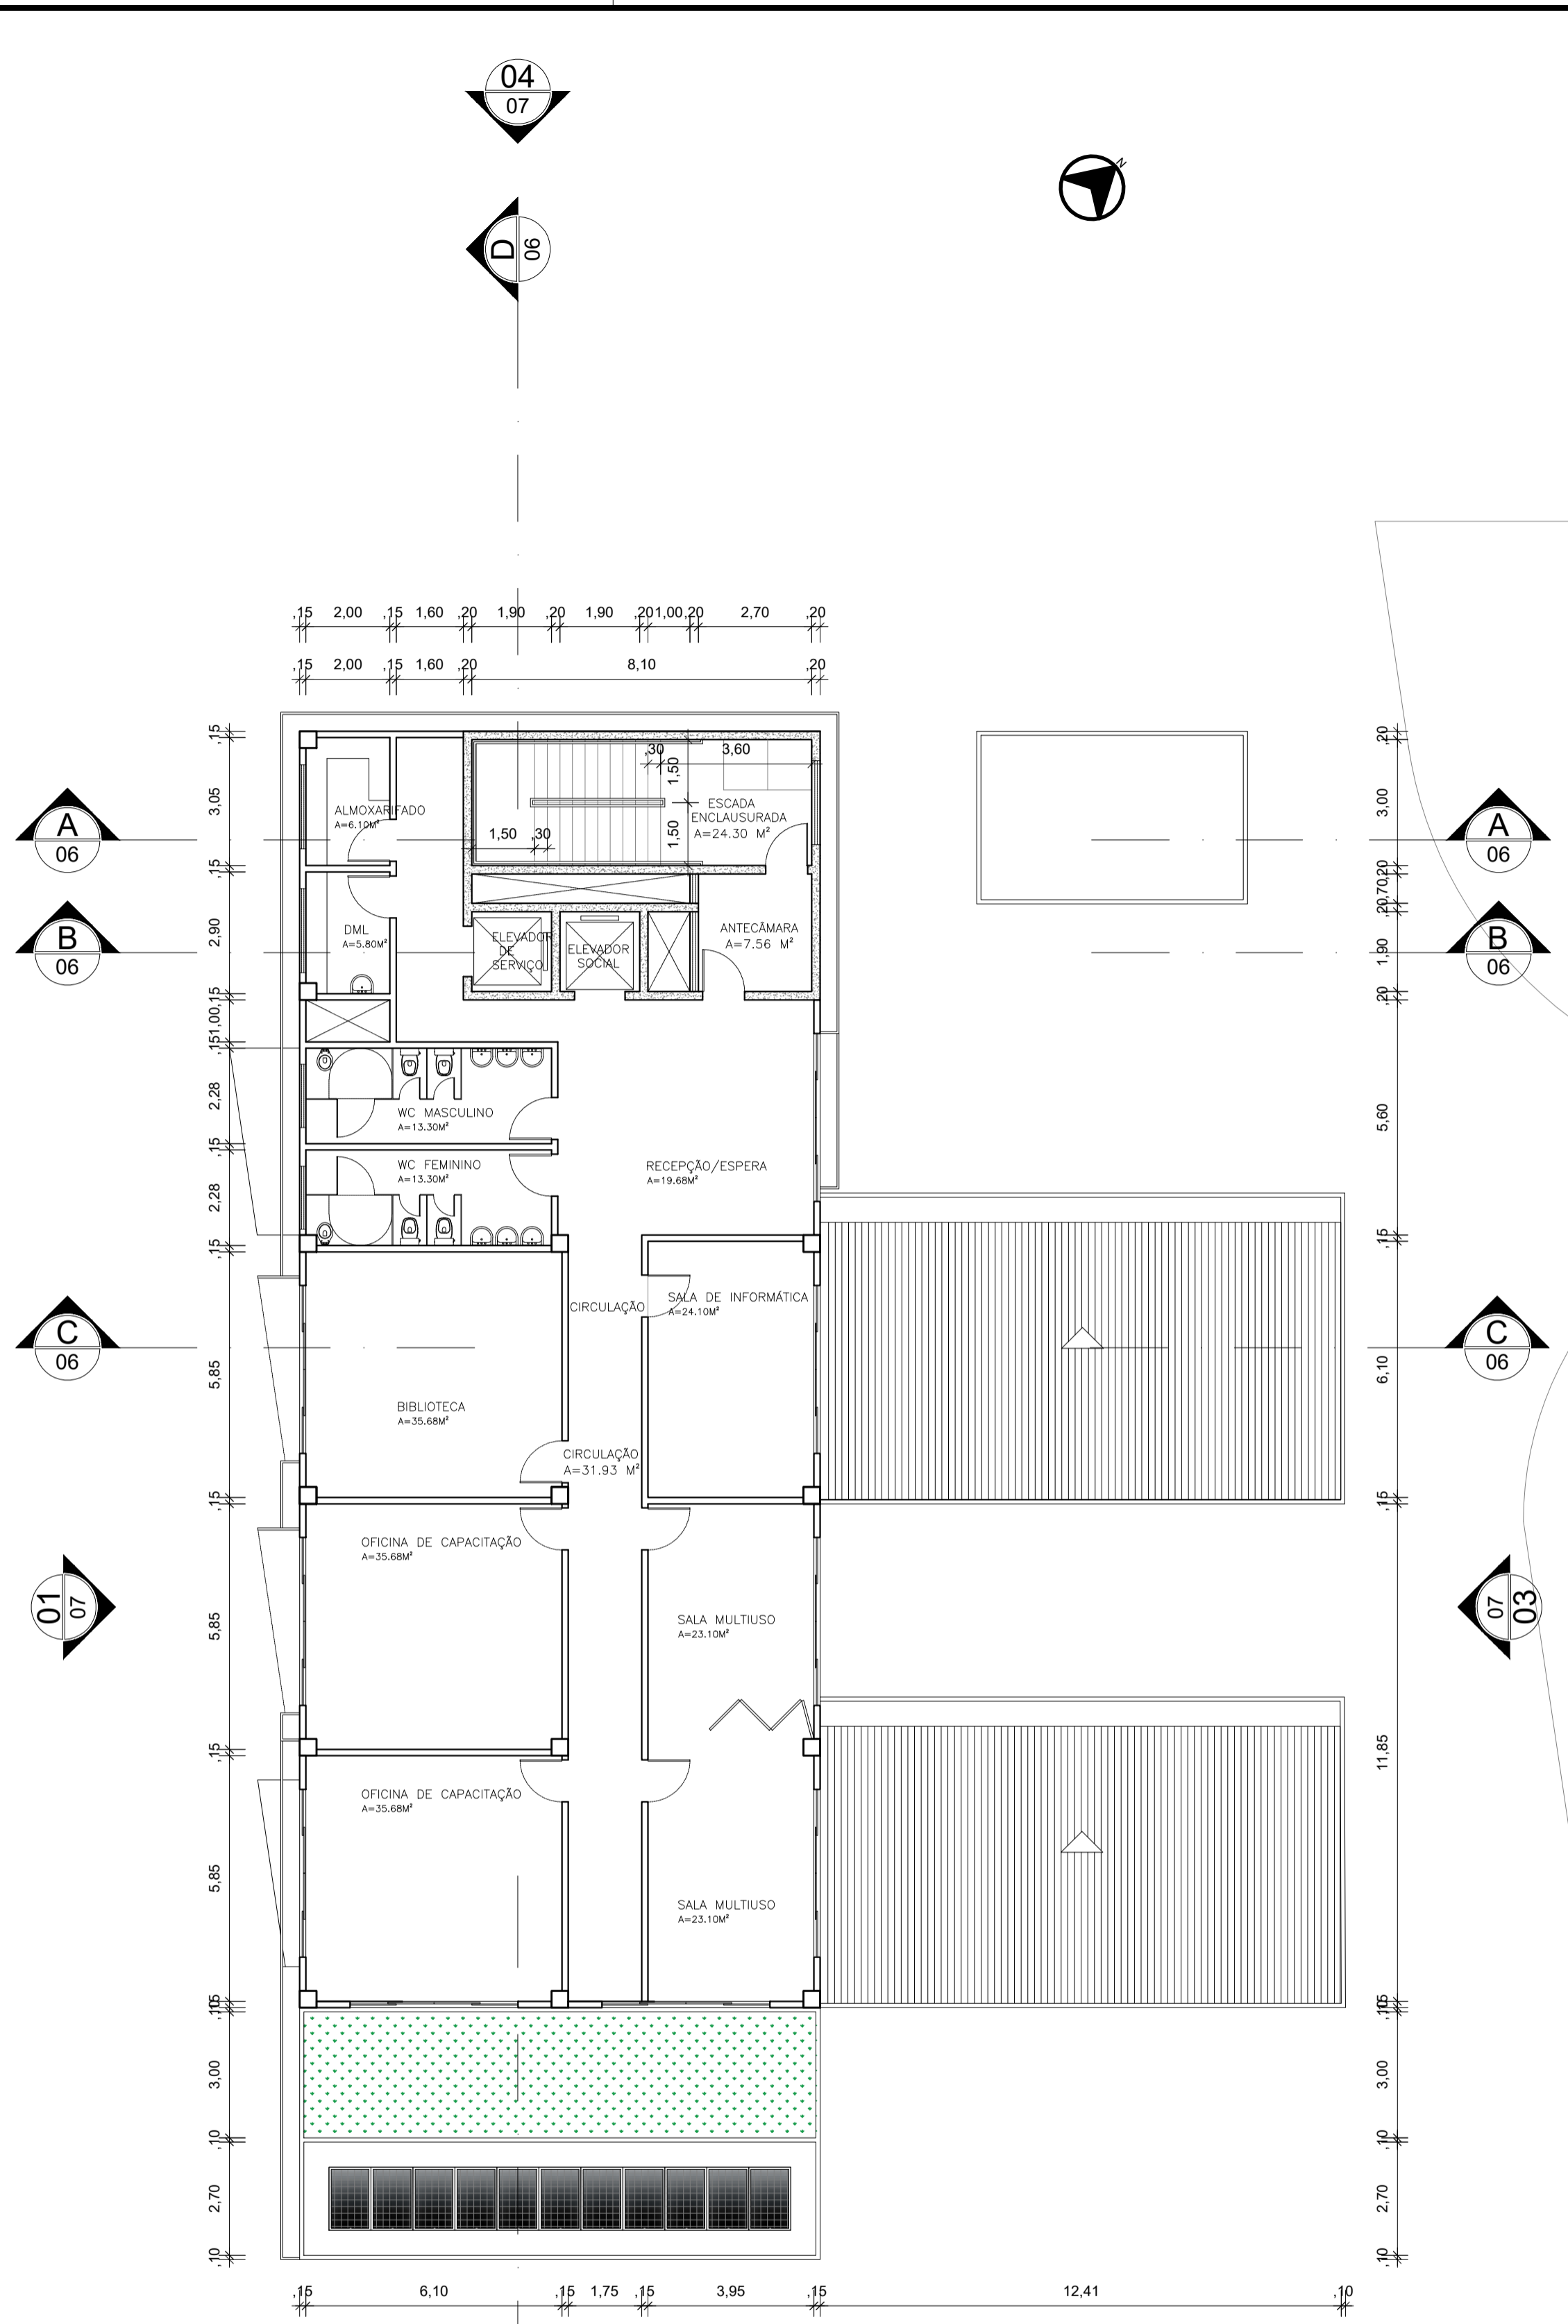 04
07
N
D
06
,15 2,00 ,15 1,60 ,20 1,90 ,20 1,90 ,20 1,00 ,20 2,70 ,20
,15 2,00 ,15 1,60 ,20 8,10 ,20
,15
3,05
,15
2,90
,15
1,00
,15
2,28
,15
2,28
,15
5,85
,15
5,85
,15
5,85
,15
,10
3,00
,10
2,70
,10
A
06
B
06
C
06
01
07
ALMOXARIFADO
A=6.10M²
DML
A=5.80M²
,30 3,60
1,50
1,50
1,50 ,30
ESCADA
ENCLAUSURADA
A=24.30 M²
ELEVADOR
DE
SERVIÇO
ELEVADOR
SOCIAL
ANTECÂMARA
A=7.56 M²
WC MASCULINO
A=13.30M²
WC FEMININO
A=13.30M²
RECEPÇÃO/ESPERA
A=19.68M²
CIRCULAÇÃO
SALA DE INFORMÁTICA
A=24.10M²
BIBLIOTECA
A=35.68M²
CIRCULAÇÃO
A=31.93 M²
OFICINA DE CAPACITAÇÃO
A=35.68M²
SALA MULTIUSO
A=23.10M²
OFICINA DE CAPACITAÇÃO
A=35.68M²
SALA MULTIUSO
A=23.10M²
,20
3,00
,20
,70
,20
1,90
,20
5,60
,15
6,10
,15
11,85
,15
,10
3,00
,10
2,70
,10
A
06
B
06
C
06
03
07
,15 6,10 ,15 1,75 ,15 3,95 ,15 12,41 ,10